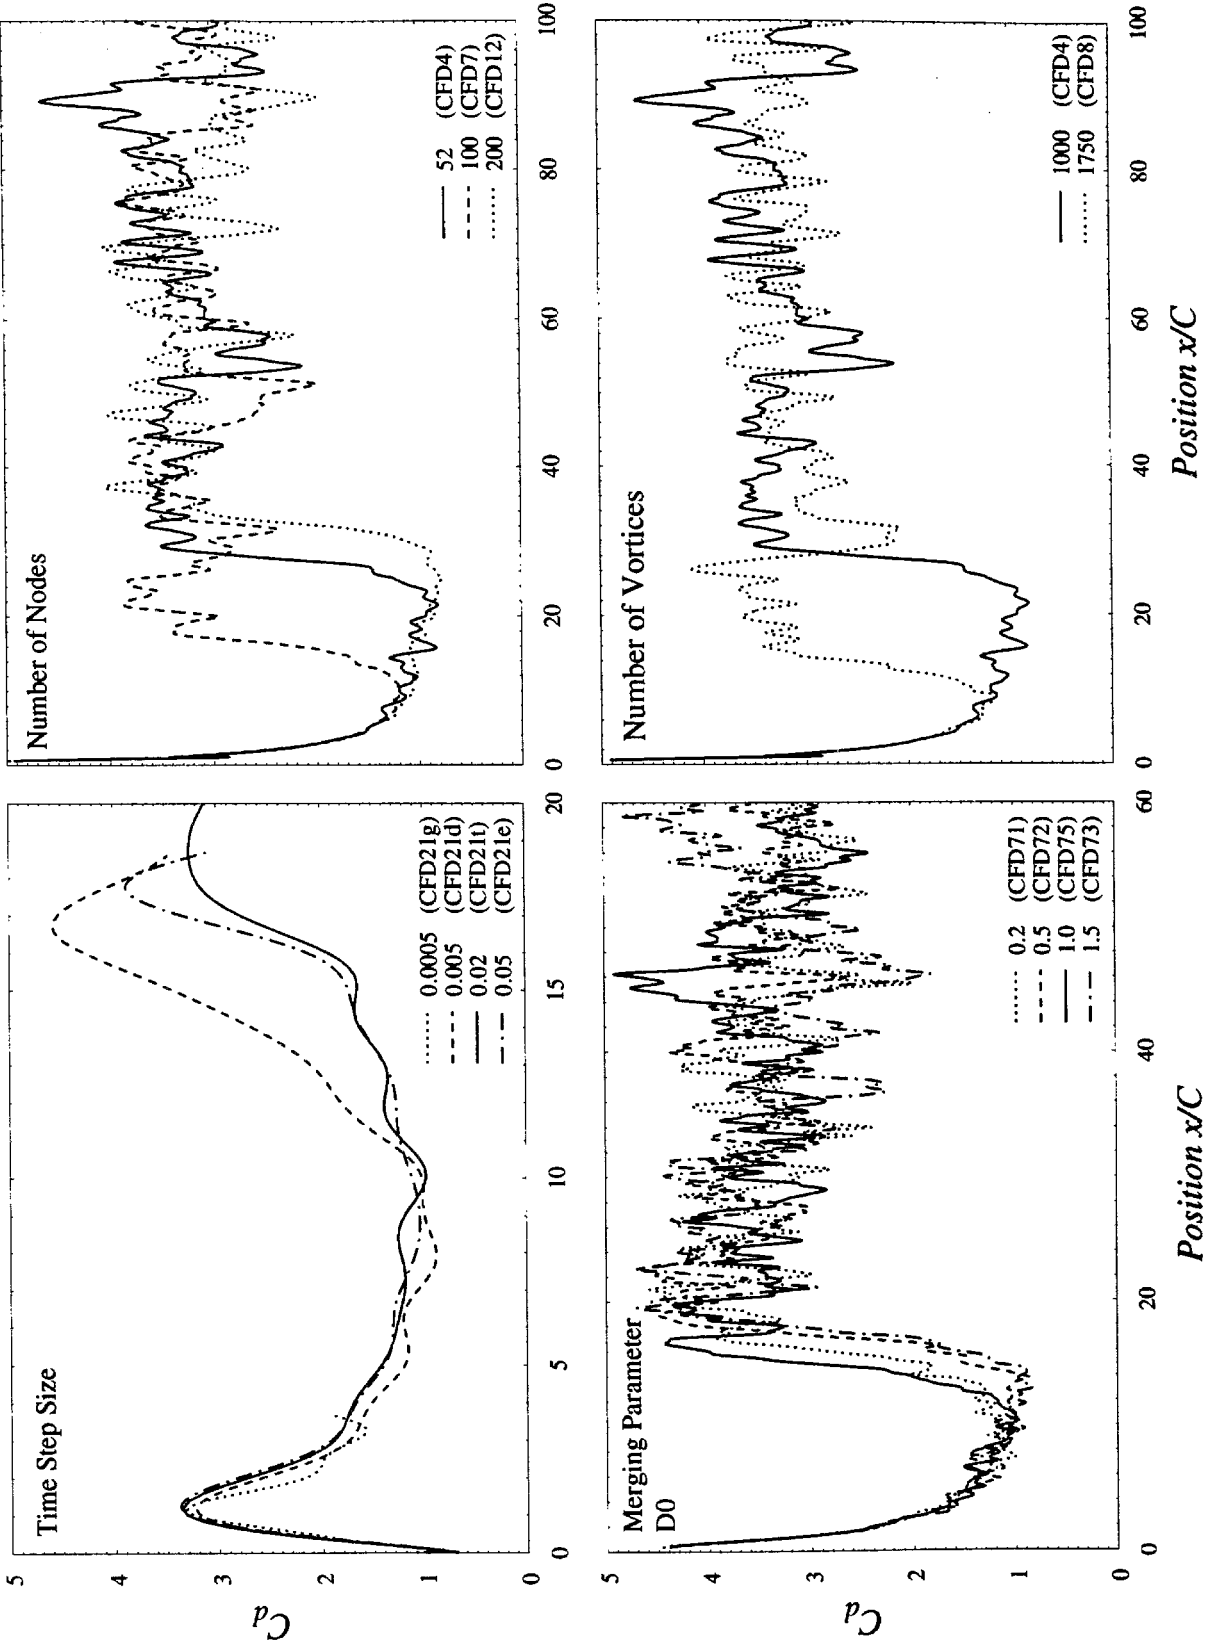 Time Step Size
0.0005 (CFD21g)
0.005 (CFD21d)
0.02 (CFD21t)
0.05 (CFD21e)
C_d
5
4
3
2
1
0
0
5
10
15
20
Number of Nodes
52 (CFD4)
100 (CFD7)
200 (CFD12)
0
20
40
60
80
100
Merging Parameter
D0
0.2 (CFD71)
0.5 (CFD72)
1.0 (CFD75)
1.5 (CFD73)
C_d
5
4
3
2
1
0
0
20
40
60
Position x/C
Number of Vortices
1000 (CFD4)
1750 (CFD8)
0
20
40
60
80
100
Position x/C